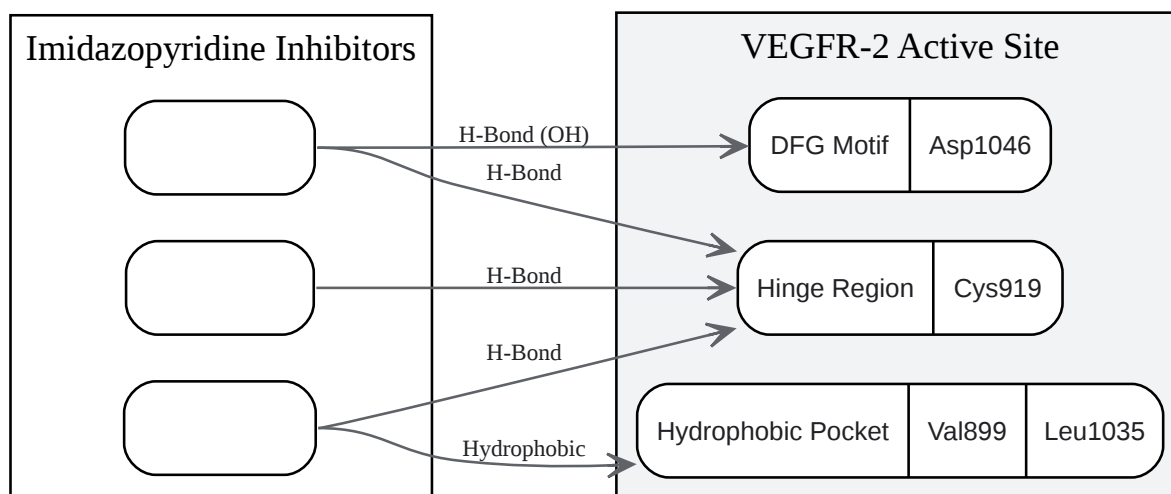 Imidazopyridine Inhibitors
VEGFR-2 Active Site
H-Bond (OH)
DFG Motif
Asp1046
H-Bond
H-Bond
Hinge Region
Cys919
H-Bond
Hydrophobic
Hydrophobic Pocket
Val899
Leu1035